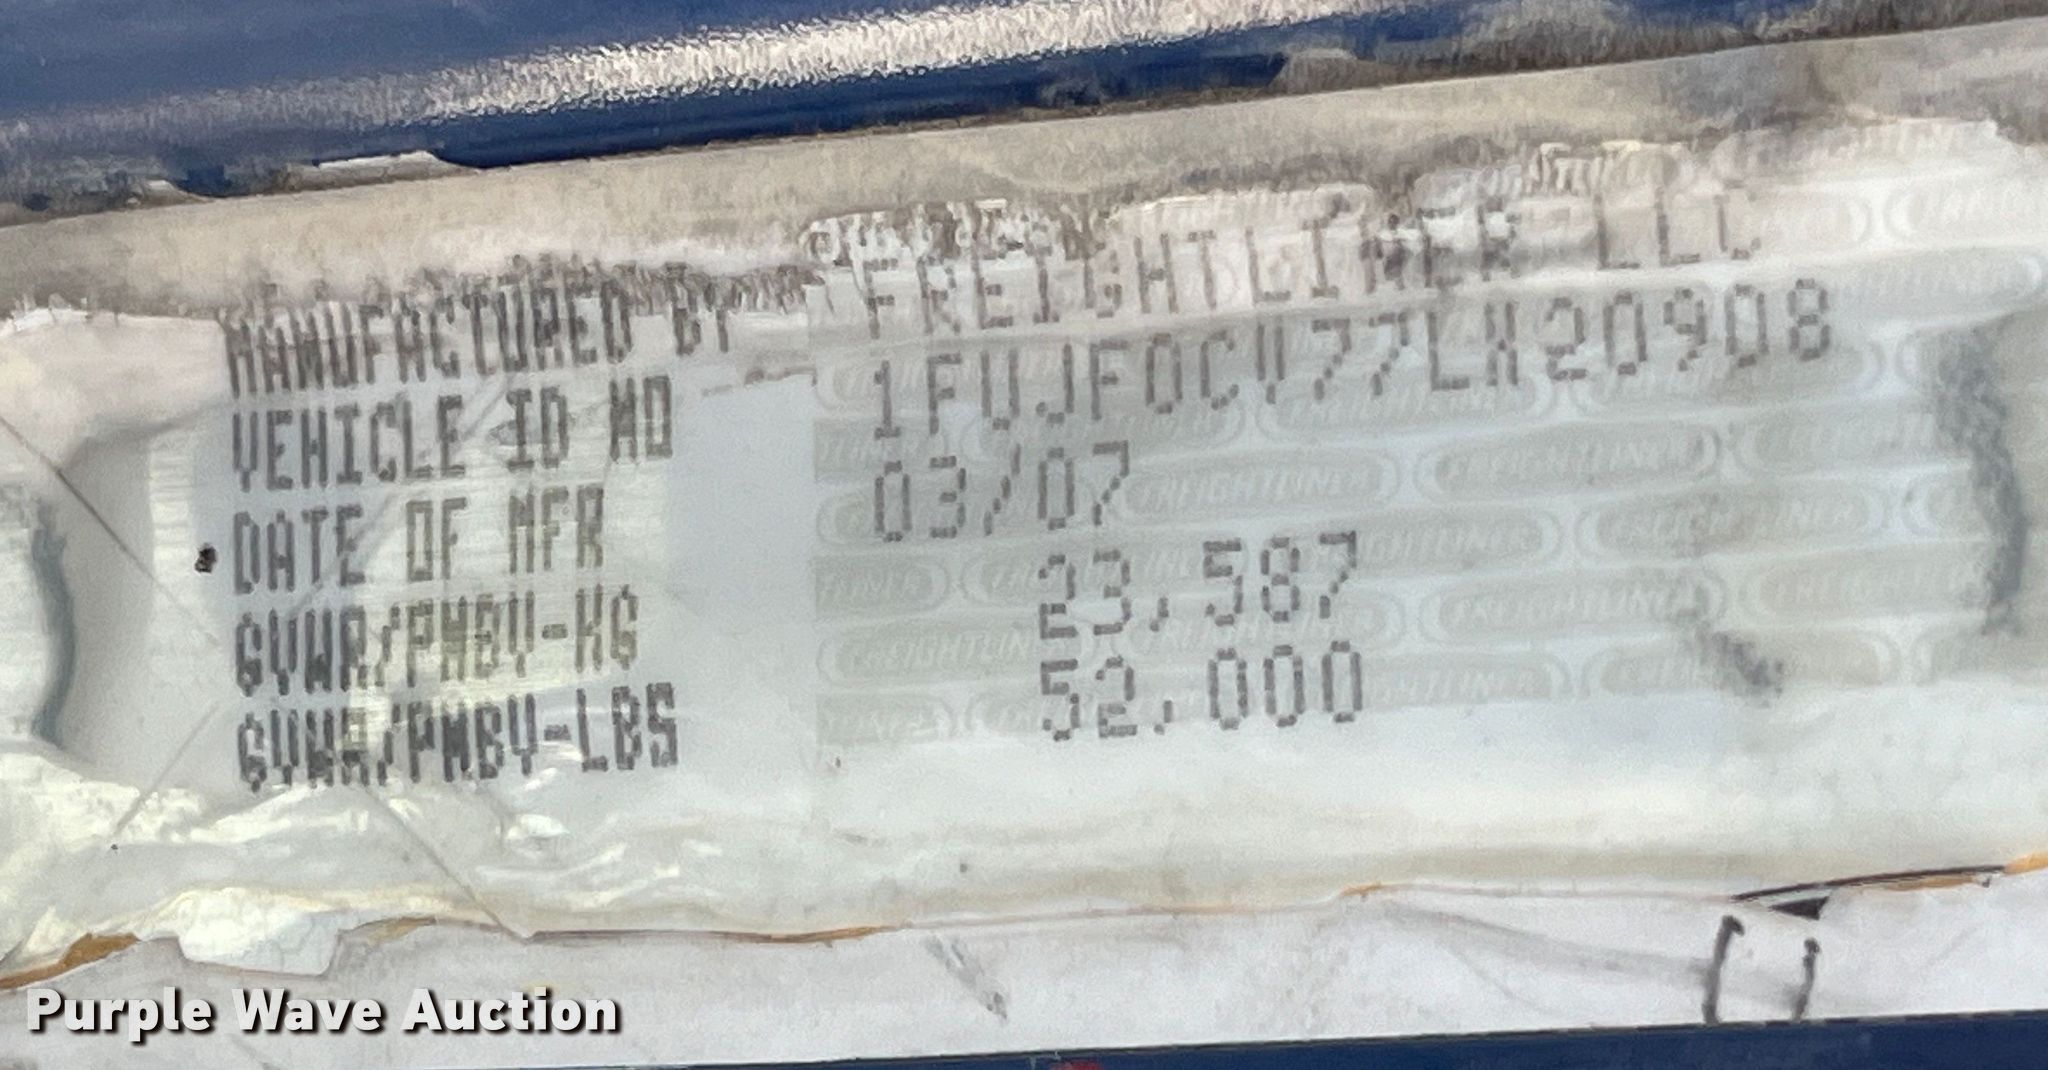 MANUFACTURED BY FREIGHTLINER LLC
VEHICLE ID NO 1FUJF0CV77LX20908
DATE OF MFR 03/07
GVWR/PNBV-KG 23,587
GVWR/PNBV-LBS 52,000
Purple Wave Auction